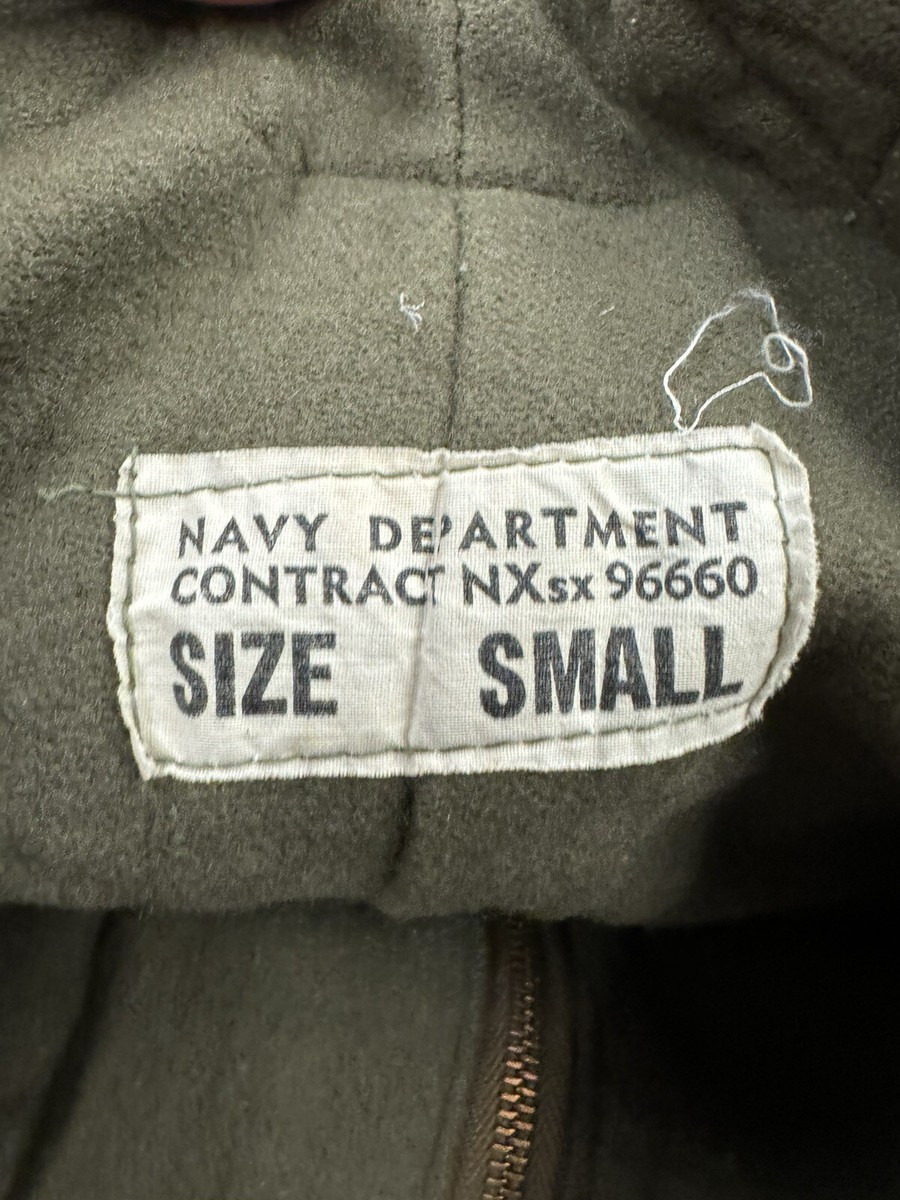 NAVY DEPARTMENT
CONTRACT NXsx 96660
SIZE SMALL